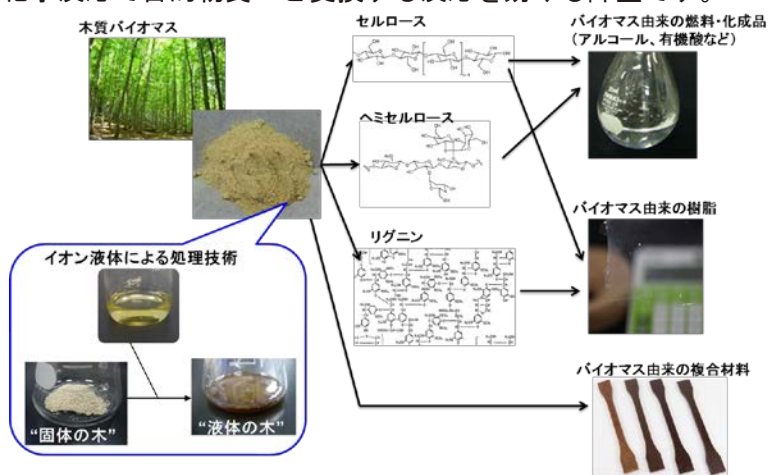 木質バイオマス
セルロース
バイオマス由来の燃料・化成品
（アルコール、有機酸など）
ヘミセルロース
リグニン
バイオマス由来の樹脂
イオン液体による処理技術
“固体の木”
“液体の木”
バイオマス由来の複合材料